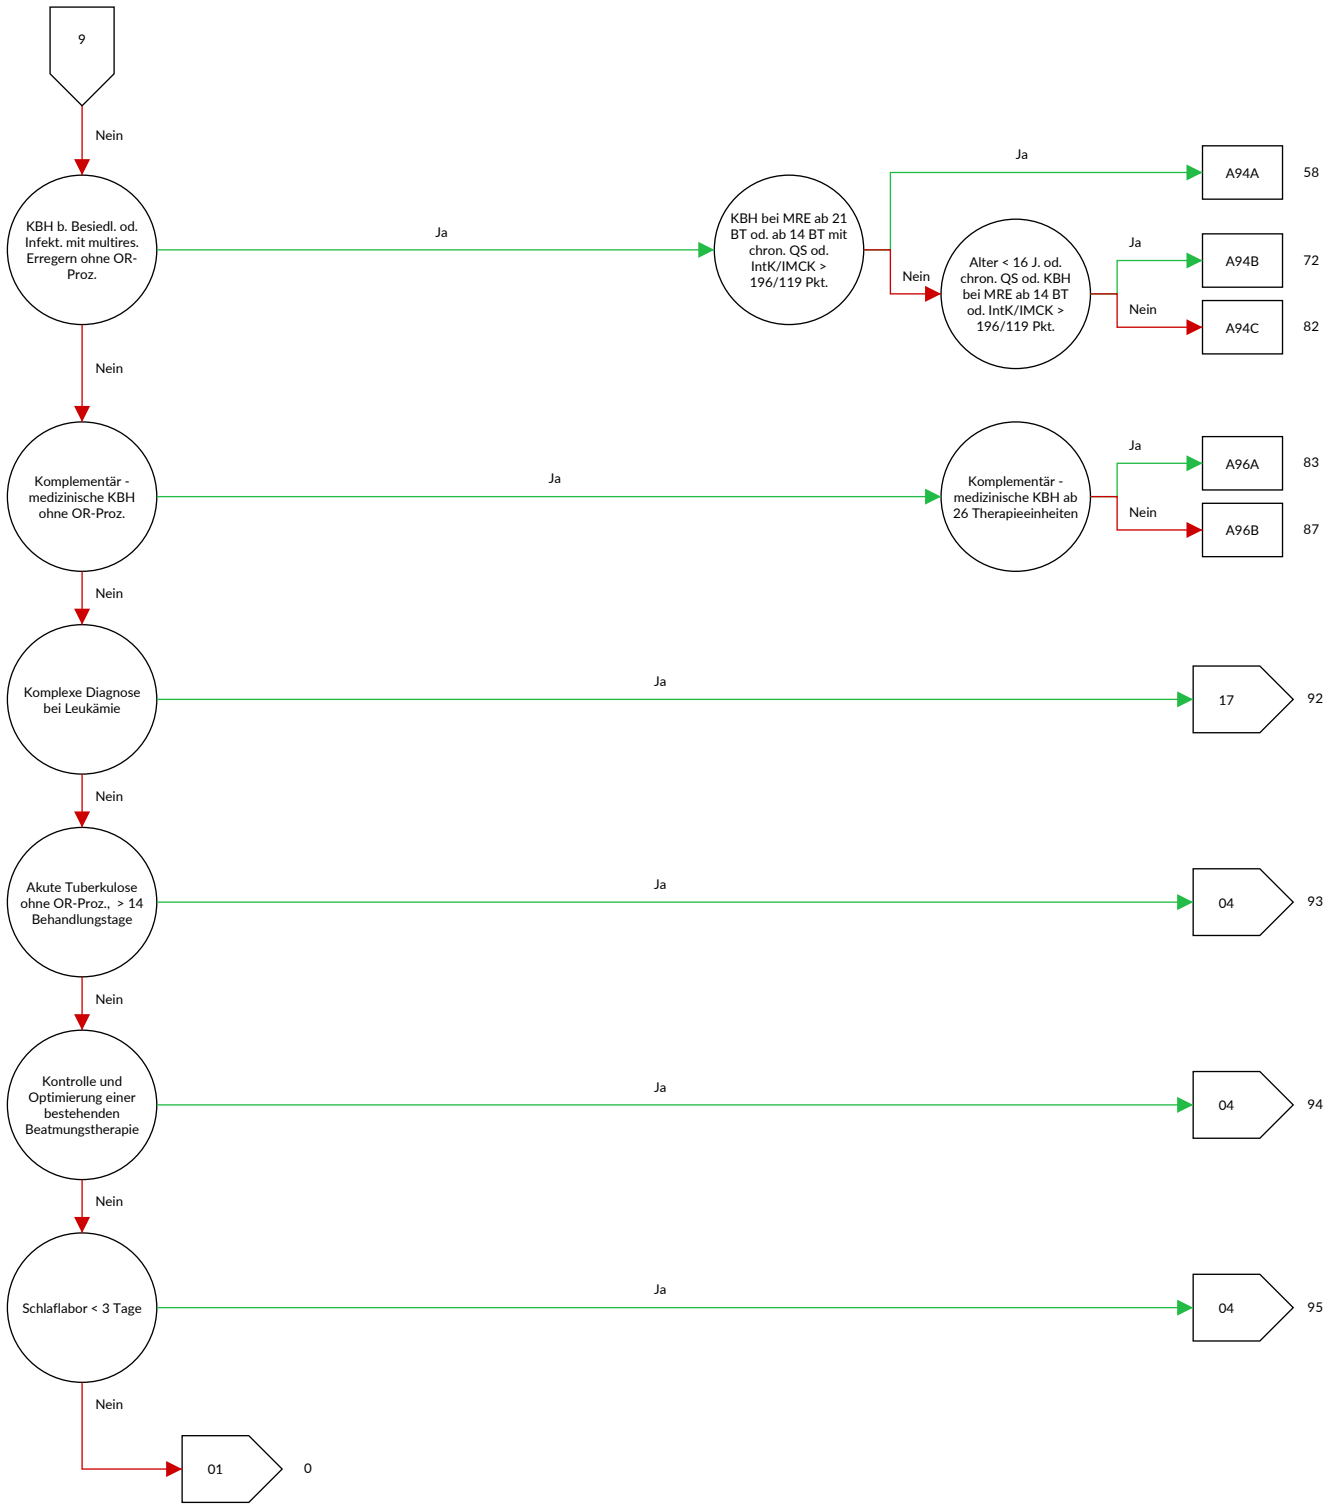 9
Nein
KBH b. Besiedl. od.
Infekt. mit multires.
Erregern ohne OR-
Proz.
Ja
KBH bei MRE ab 21
BT od. ab 14 BT mit
chron. QS od.
IntK/IMCK >
196/119 Pkt.
Ja
A94A
58
Nein
Alter < 16 J. od.
chron. QS od. KBH
bei MRE ab 14 BT
od. IntK/IMCK >
196/119 Pkt.
Ja
A94B
72
Nein
A94C
82
Nein
Komplementär -
medizinische KBH
ohne OR-Proz.
Ja
Komplementär -
medizinische KBH ab
26 Therapieeinheiten
Ja
A96A
83
Nein
A96B
87
Nein
Komplexe Diagnose
bei Leukämie
Ja
17
92
Nein
Akute Tuberkulose
ohne OR-Proz.,  > 14
Behandlungstage
Ja
04
93
Nein
Kontrolle und
Optimierung einer
bestehenden
Beatmungstherapie
Ja
04
94
Nein
Schlaflabor < 3 Tage
Ja
04
95
Nein
01
0